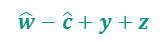 ŵ − ĉ + y + z